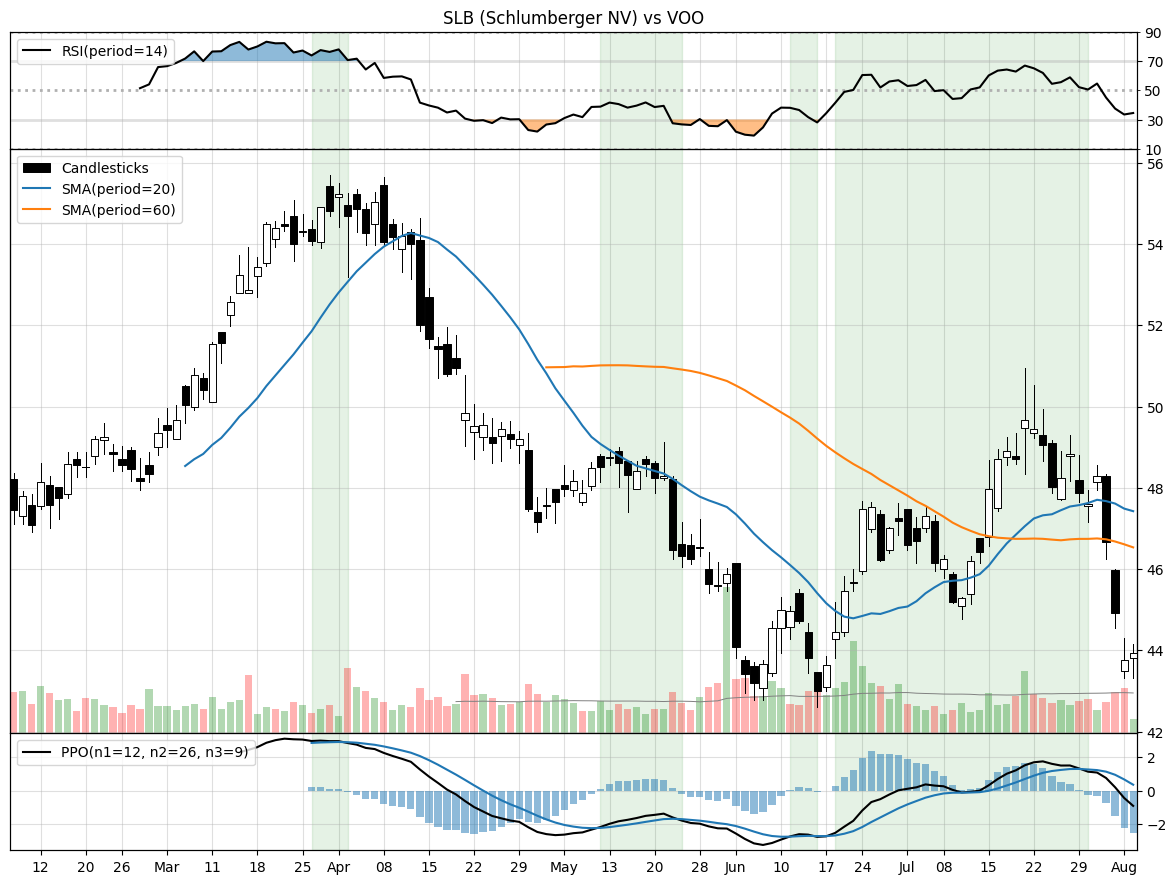 SLB (Schlumberger NV) vs VOO
RSI(period=14)
90
70
50
30
10
Candlesticks
SMA(period=20)
SMA(period=60)
56
54
52
50
48
46
44
42
PPO(n1=12, n2=26, n3=9)
2
0
−2
12 20 26 Mar 11 18 25 Apr 08 15 22 29 May 13 20 28 Jun 10 17 24 Jul 08 15 22 29 Aug